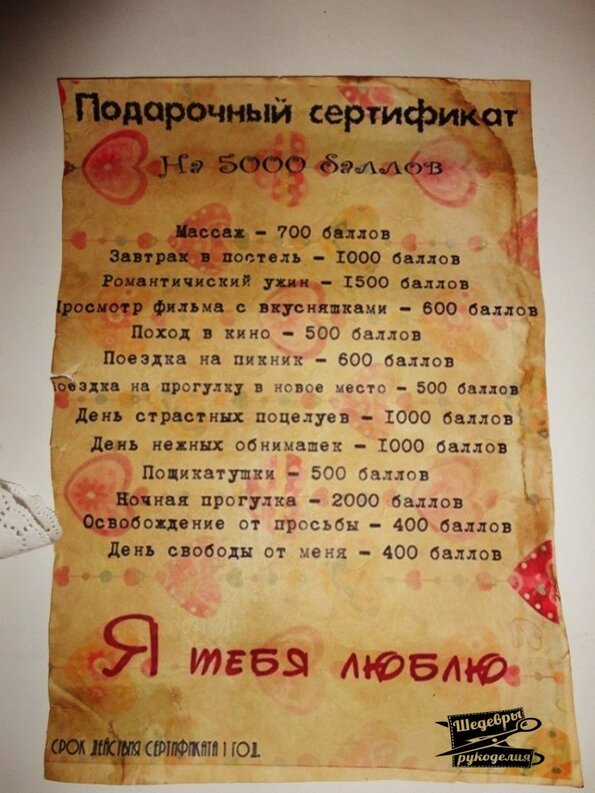 Подарочный сертификат
На 5000 баллов
Массаж – 700 баллов
Завтрак в постель – 1000 баллов
Романтичиский ужин – 1500 баллов
Просмотр фильма с вкусняшками – 600 баллов
Поход в кино – 500 баллов
Поездка на пикник – 600 баллов
Поездка на прогулку в новое место – 500 баллов
День страстных поцелуев – 1000 баллов
День нежных обнимашек – 1000 баллов
Пощикатушки – 500 баллов
Ночная прогулка – 2000 баллов
Освобождение от просьбы – 400 баллов
День свободы от меня – 400 баллов
Я тебя люблю
СРОК ДЕЙСТВИЯ СЕРТИФИКАТА 1 ГОД.
Шедевры
рукоделия